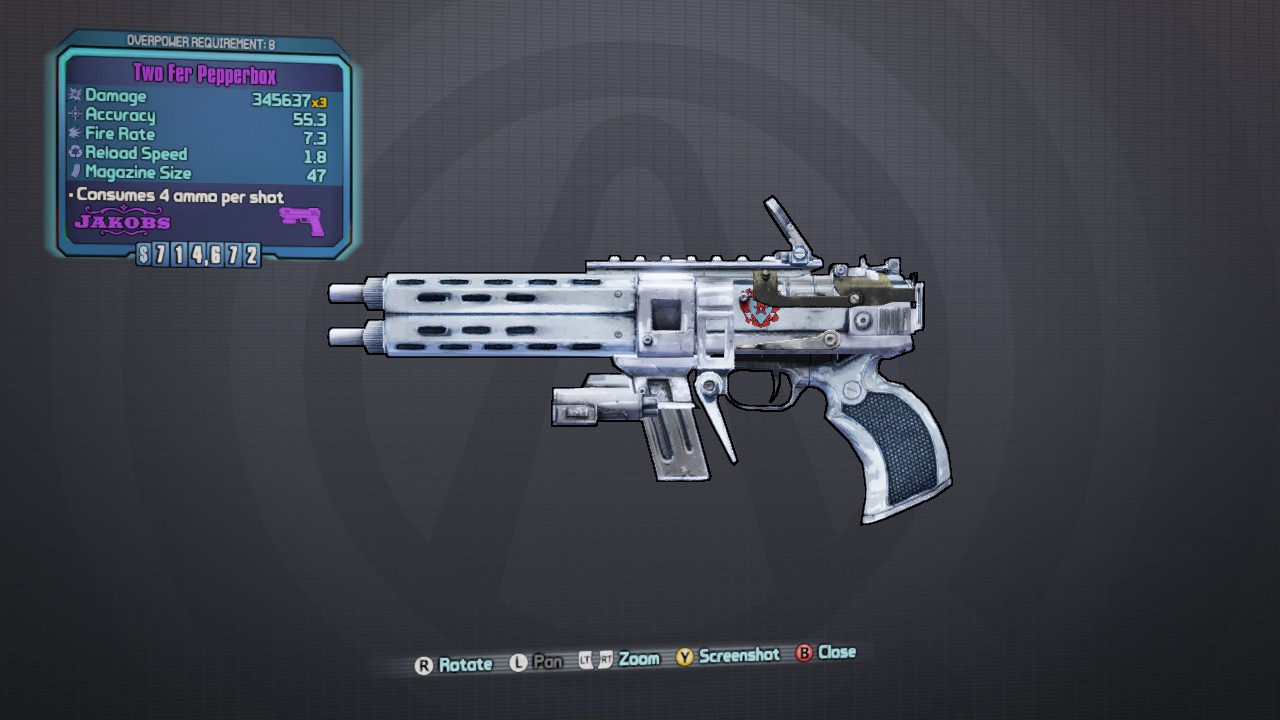 OVERPOWER REQUIREMENT: 8
Two Fer Pepperbox
Damage 345637x3
Accuracy 55.3
Fire Rate 7.3
Reload Speed 1.8
Magazine Size 47
• Consumes 4 ammo per shot
JAKOBS
$714,672
R Rotate L Pan LT RT Zoom Y Screenshot B Close